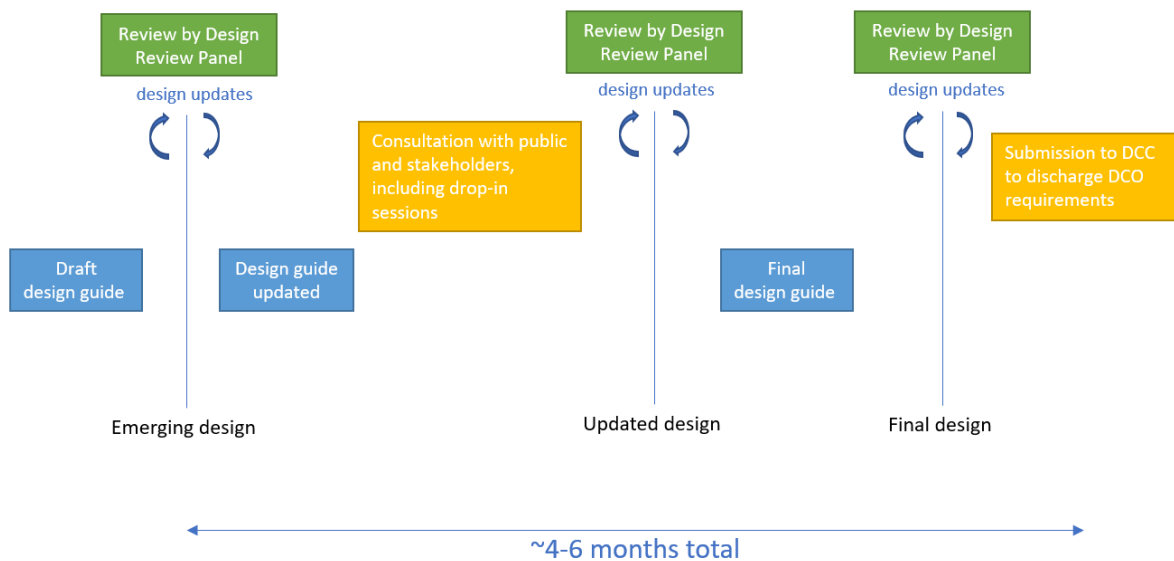 Review by Design
Review Panel
design updates
Review by Design
Review Panel
design updates
Review by Design
Review Panel
design updates
Consultation with public
and stakeholders,
including drop-in
sessions
Submission to DCC
to discharge DCO
requirements
Draft
design guide
Design guide
updated
Final
design guide
Emerging design
Updated design
Final design
~4-6 months total